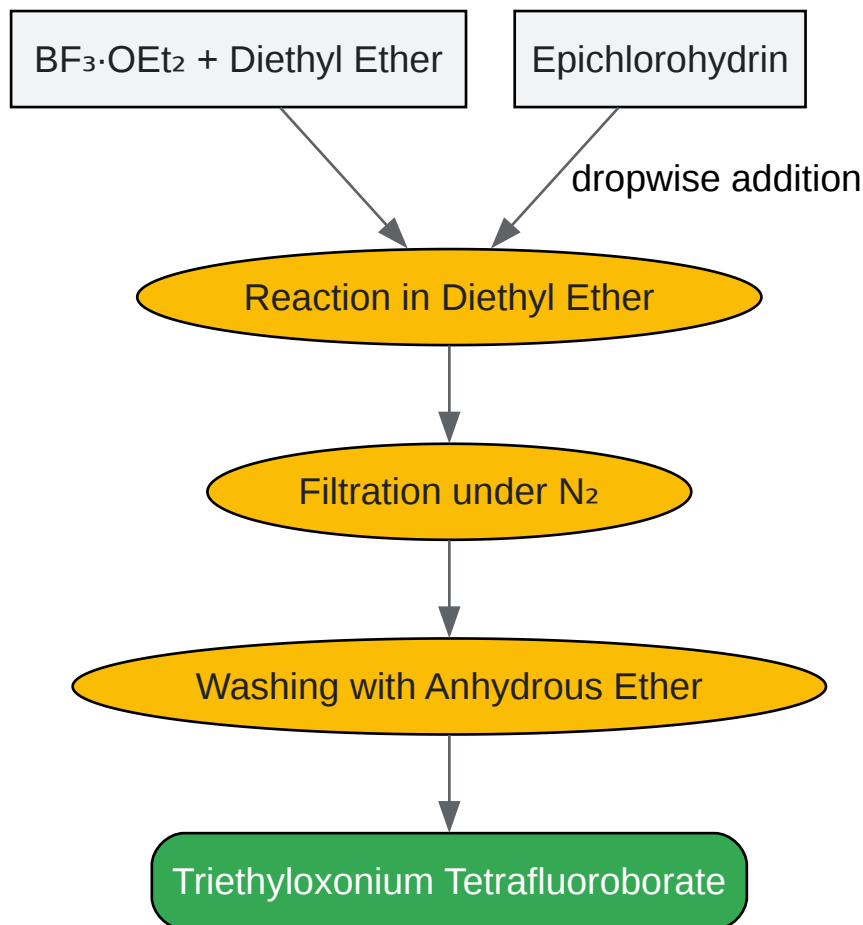 BF₃·OEt₂ + Diethyl Ether
Epichlorohydrin
dropwise addition
Reaction in Diethyl Ether
Filtration under N₂
Washing with Anhydrous Ether
Triethyloxonium Tetrafluoroborate